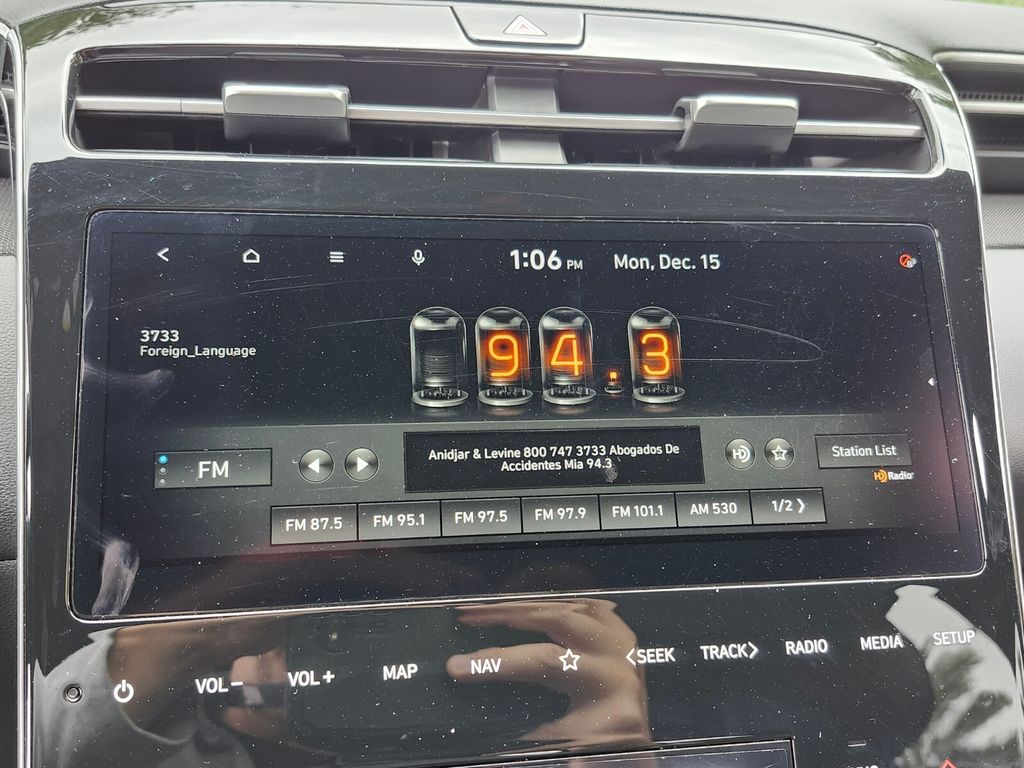 1:06 PM Mon, Dec. 15
3733
Foreign_Language
94.3
FM
Anidjar & Levine 800 747 3733 Abogados De
Accidentes Mia 94.3
HD
Station List
HD Radio
FM 87.5 FM 95.1 FM 97.5 FM 97.9 FM 101.1 AM 530 1/2 >
VOL- VOL+ MAP NAV <SEEK TRACK> RADIO MEDIA SETUP